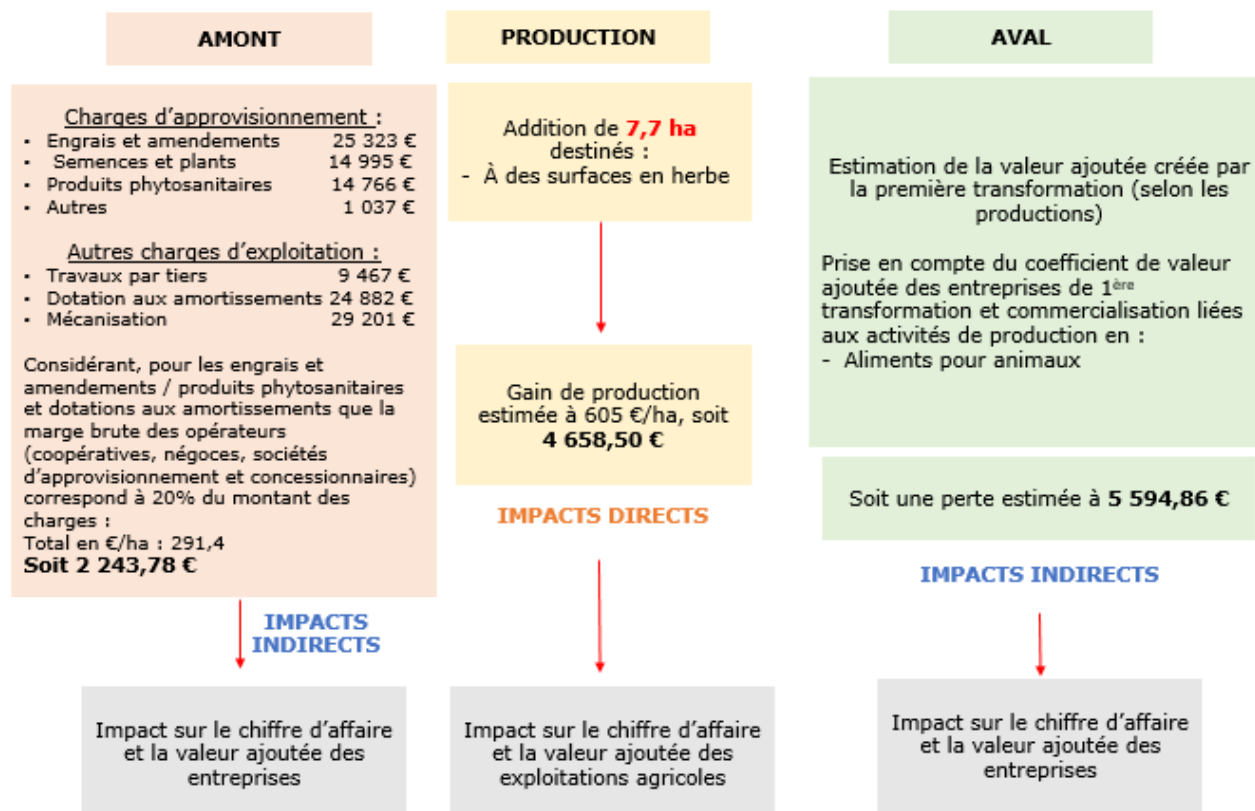 AMONT
Charges d'approvisionnement :
▪ Engrais et amendements 25 323 €
▪ Semences et plants 14 995 €
▪ Produits phytosanitaires 14 766 €
▪ Autres 1 037 €
Autres charges d'exploitation :
▪ Travaux par tiers 9 467 €
▪ Dotation aux amortissements 24 882 €
▪ Mécanisation 29 201 €
Considérant, pour les engrais et
amendements / produits phytosanitaires
et dotations aux amortissements que la
marge brute des opérateurs
(coopératives, négoces, sociétés
d'approvisionnement et concessionnaires)
correspond à 20% du montant des
charges :
Total en €/ha : 291,4
Soit 2 243,78 €
IMPACTS
INDIRECTS
Impact sur le chiffre d'affaire
et la valeur ajoutée des
entreprises
PRODUCTION
Addition de 7,7 ha
destinés :
- À des surfaces en herbe
Gain de production
estimée à 605 €/ha, soit
4 658,50 €
IMPACTS DIRECTS
Impact sur le chiffre d'affaire
et la valeur ajoutée des
exploitations agricoles
AVAL
Estimation de la valeur ajoutée créée par
la première transformation (selon les
productions)
Prise en compte du coefficient de valeur
ajoutée des entreprises de 1ère
transformation et commercialisation liées
aux activités de production en :
- Aliments pour animaux
Soit une perte estimée à 5 594,86 €
IMPACTS INDIRECTS
Impact sur le chiffre d'affaire
et la valeur ajoutée des
entreprises